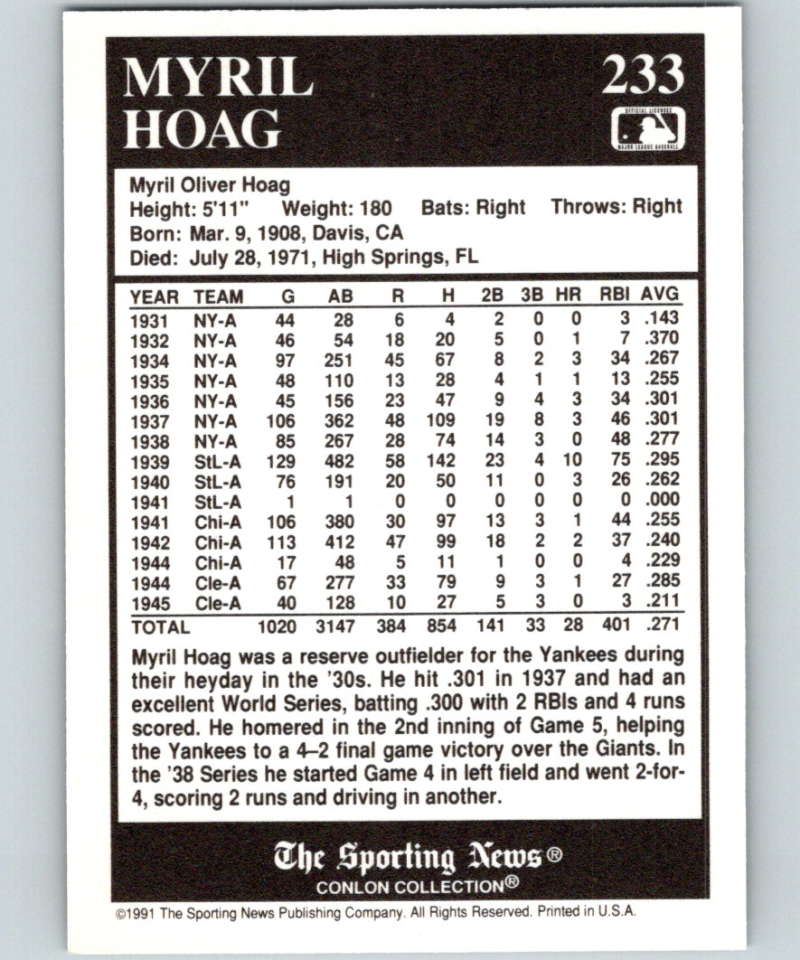 MYRIL
HOAG
233
OFFICIAL LICENSEE
MAJOR LEAGUE BASEBALL
Myril Oliver Hoag
Height: 5'11" Weight: 180 Bats: Right Throws: Right
Born: Mar. 9, 1908, Davis, CA
Died: July 28, 1971, High Springs, FL
YEAR TEAM G AB R H 2B 3B HR RBI AVG
1931 NY-A 44 28 6 4 2 0 0 3 .143
1932 NY-A 46 54 18 20 5 0 1 7 .370
1934 NY-A 97 251 45 67 8 2 3 34 .267
1935 NY-A 48 110 13 28 4 1 1 13 .255
1936 NY-A 45 156 23 47 9 4 3 34 .301
1937 NY-A 106 362 48 109 19 8 3 46 .301
1938 NY-A 85 267 28 74 14 3 0 48 .277
1939 StL-A 129 482 58 142 23 4 10 75 .295
1940 StL-A 76 191 20 50 11 0 3 26 .262
1941 StL-A 1 1 0 0 0 0 0 0 .000
1941 Chi-A 106 380 30 97 13 3 1 44 .255
1942 Chi-A 113 412 47 99 18 2 2 37 .240
1944 Chi-A 17 48 5 11 1 0 0 4 .229
1944 Cle-A 67 277 33 79 9 3 1 27 .285
1945 Cle-A 40 128 10 27 5 3 0 3 .211
TOTAL 1020 3147 384 854 141 33 28 401 .271
Myril Hoag was a reserve outfielder for the Yankees during
their heyday in the '30s. He hit .301 in 1937 and had an
excellent World Series, batting .300 with 2 RBIs and 4 runs
scored. He homered in the 2nd inning of Game 5, helping
the Yankees to a 4–2 final game victory over the Giants. In
the '38 Series he started Game 4 in left field and went 2-for-
4, scoring 2 runs and driving in another.
The Sporting News®
CONLON COLLECTION®
©1991 The Sporting News Publishing Company. All Rights Reserved. Printed in U.S.A.